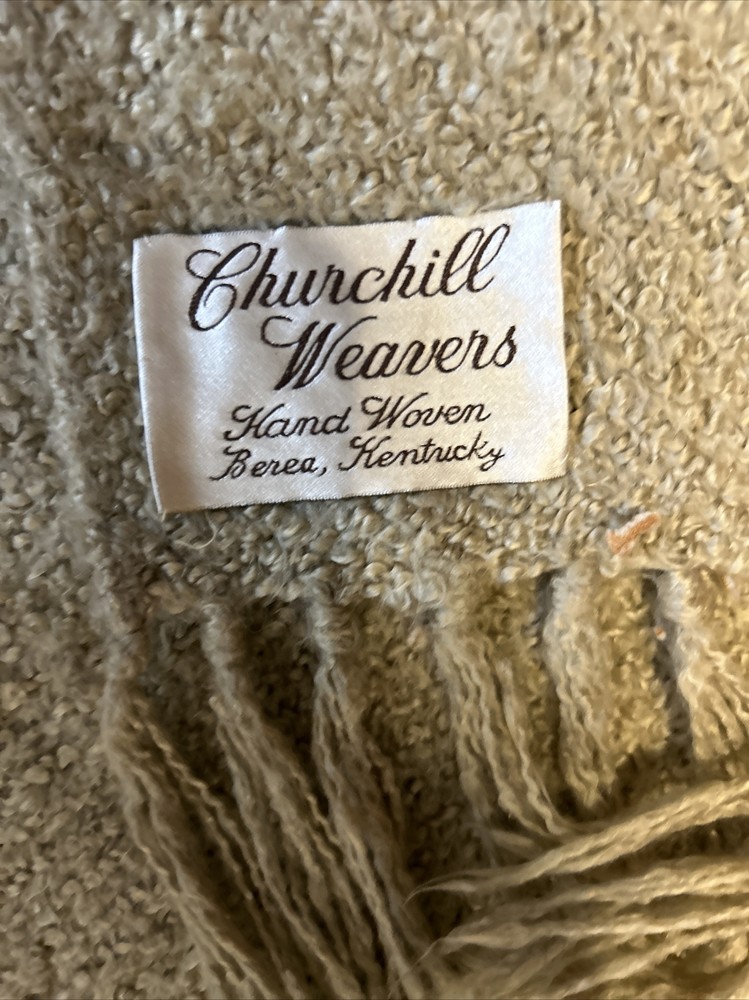 Churchill
Weavers
Hand Woven
Berea, Kentucky